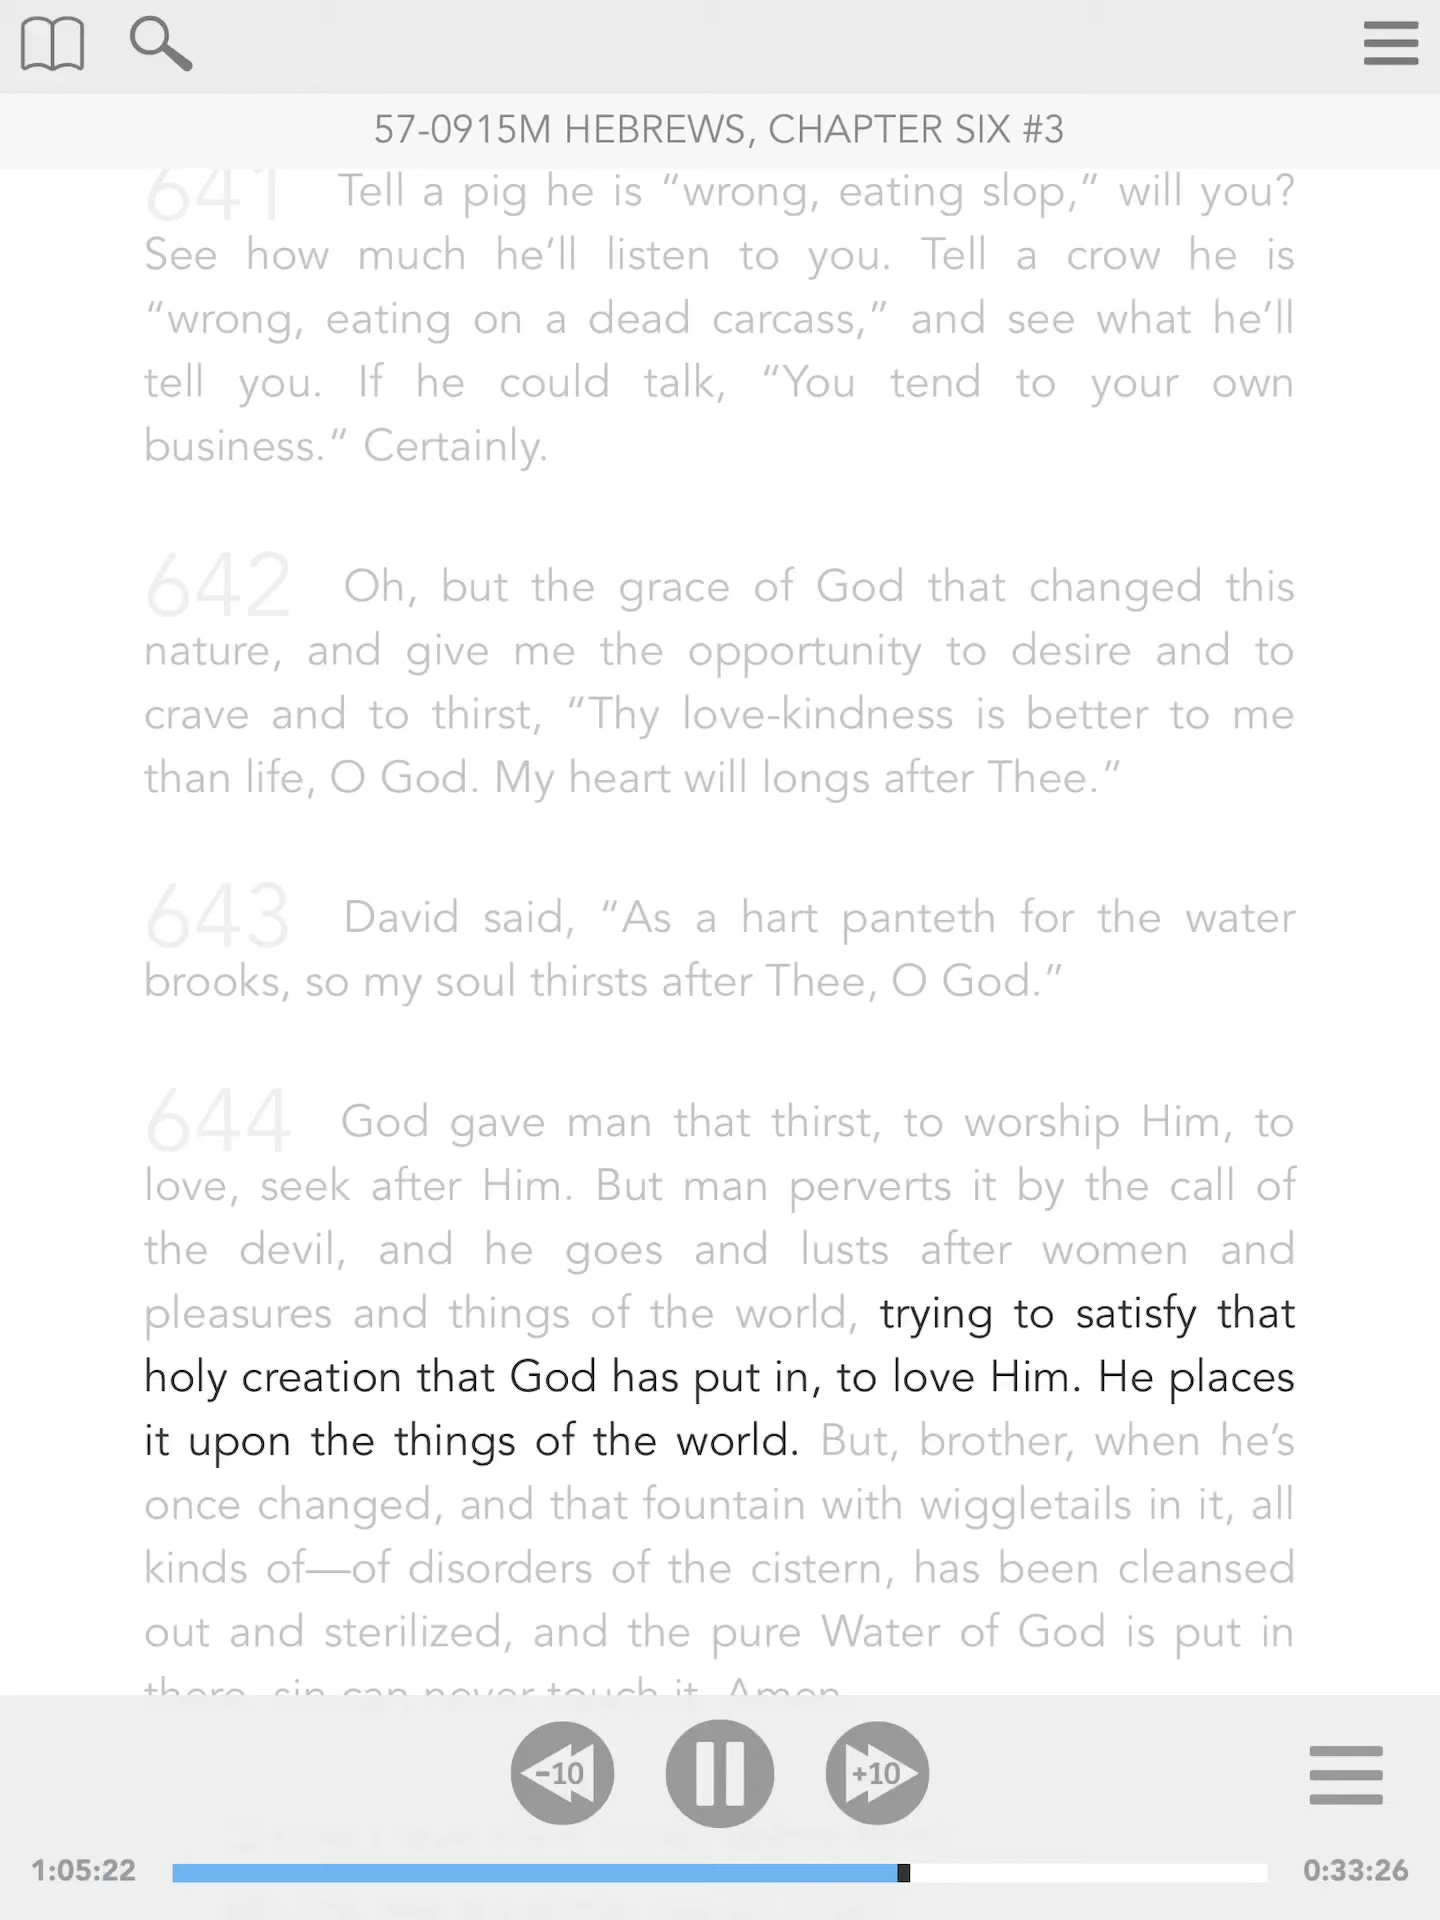 57-0915M HEBREWS, CHAPTER SIX #3
641 Tell a pig he is “wrong, eating slop,” will you?
See how much he’ll listen to you. Tell a crow he is
“wrong, eating on a dead carcass,” and see what he’ll
tell you. If he could talk, “You tend to your own
business.” Certainly.
642 Oh, but the grace of God that changed this
nature, and give me the opportunity to desire and to
crave and to thirst, “Thy love-kindness is better to me
than life, O God. My heart will longs after Thee.”
643 David said, “As a hart panteth for the water
brooks, so my soul thirsts after Thee, O God.”
644 God gave man that thirst, to worship Him, to
love, seek after Him. But man perverts it by the call of
the devil, and he goes and lusts after women and
pleasures and things of the world, trying to satisfy that
holy creation that God has put in, to love Him. He places
it upon the things of the world. But, brother, when he’s
once changed, and that fountain with wiggletails in it, all
kinds of—of disorders of the cistern, has been cleansed
out and sterilized, and the pure Water of God is put in
there, sin can never touch it. Amen.
-10 +10
1:05:22 0:33:26